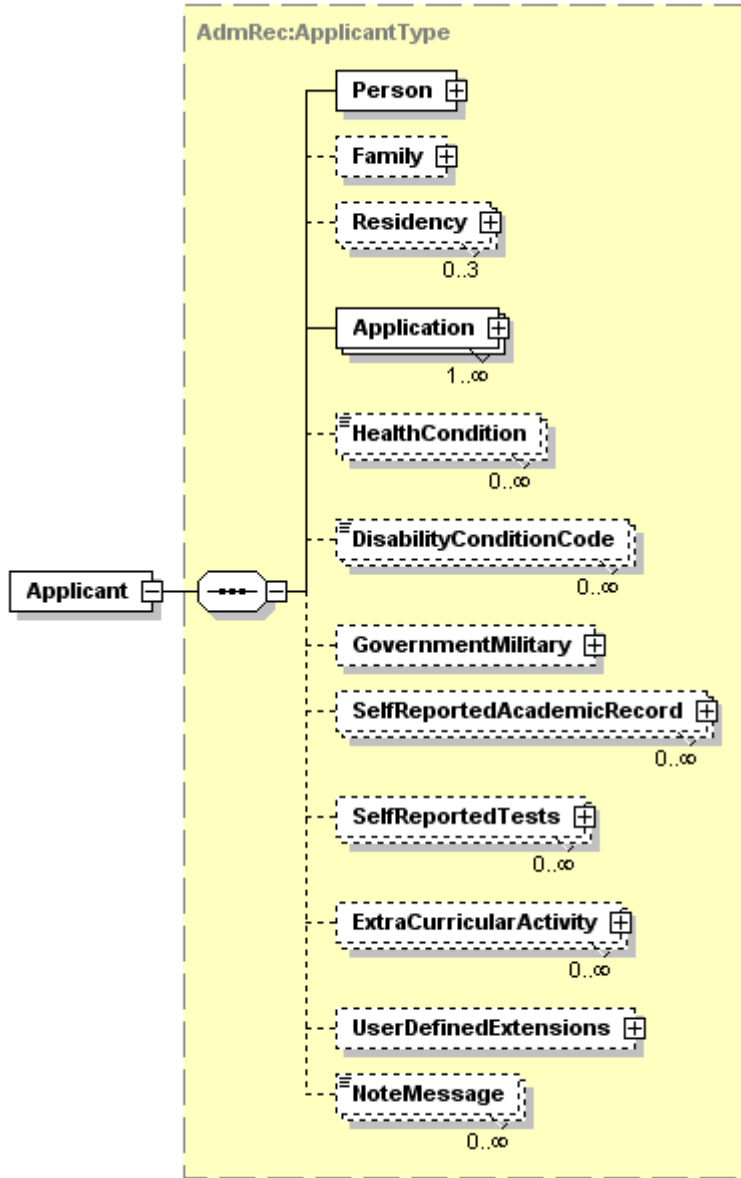 AdmRec:ApplicantType
Person
Family
Residency
0..3
Application
1..∞
HealthCondition
0..∞
DisabilityConditionCode
0..∞
Applicant
GovernmentMilitary
SelfReportedAcademicRecord
0..∞
SelfReportedTests
0..∞
ExtraCurricularActivity
0..∞
UserDefinedExtensions
NoteMessage
0..∞